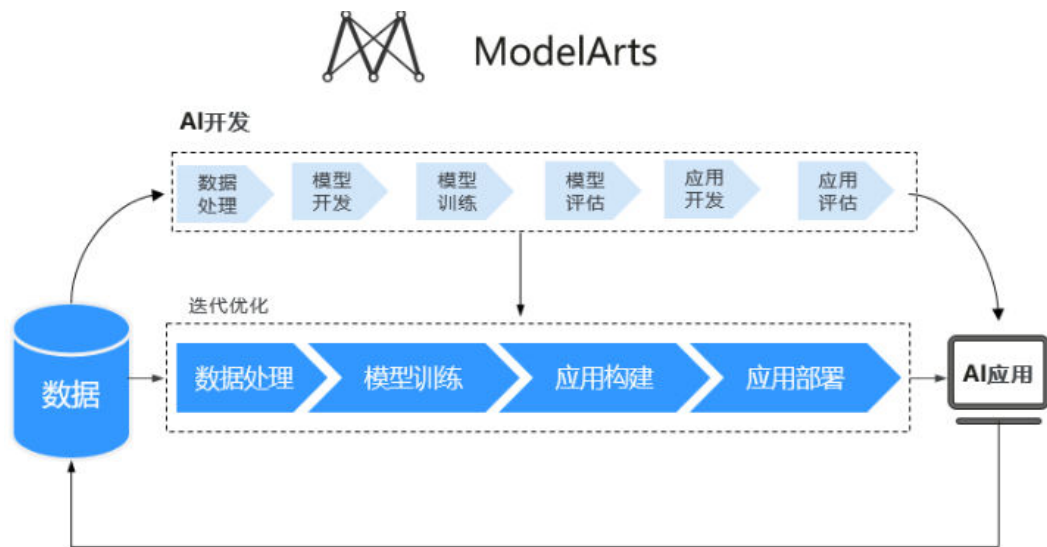 ModelArts
AI开发
数据
处理
模型
开发
模型
训练
模型
评估
应用
开发
应用
评估
迭代优化
数据
数据处理
模型训练
应用构建
应用部署
AI应用